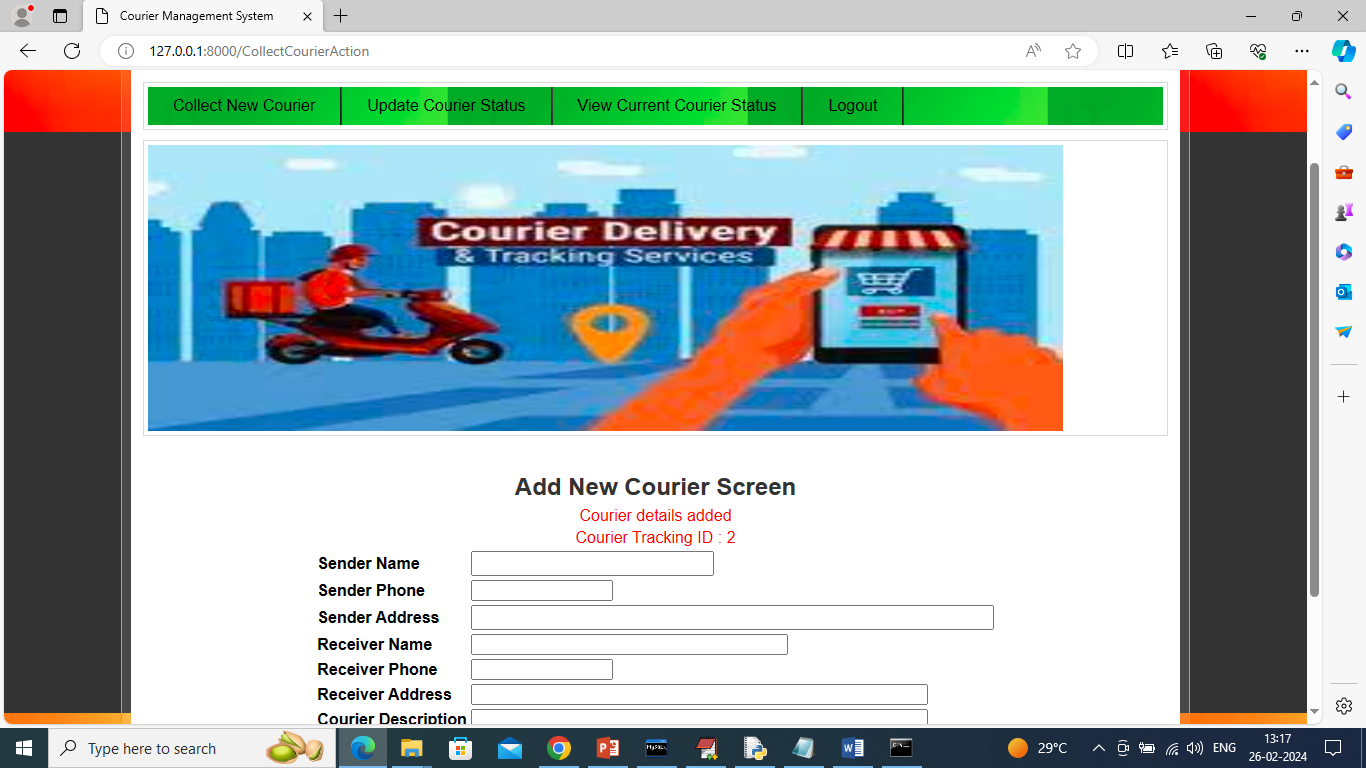 Courier Management System
127.0.0.1:8000/CollectCourierAction
Collect New Courier
Update Courier Status
View Current Courier Status
Logout
Courier Delivery
& Tracking Services
BUY
Add New Courier Screen
Courier details added
Courier Tracking ID : 2
Sender Name
Sender Phone
Sender Address
Receiver Name
Receiver Phone
Receiver Address
Courier Description
Type here to search
29°C
ENG
13:17
26-02-2024